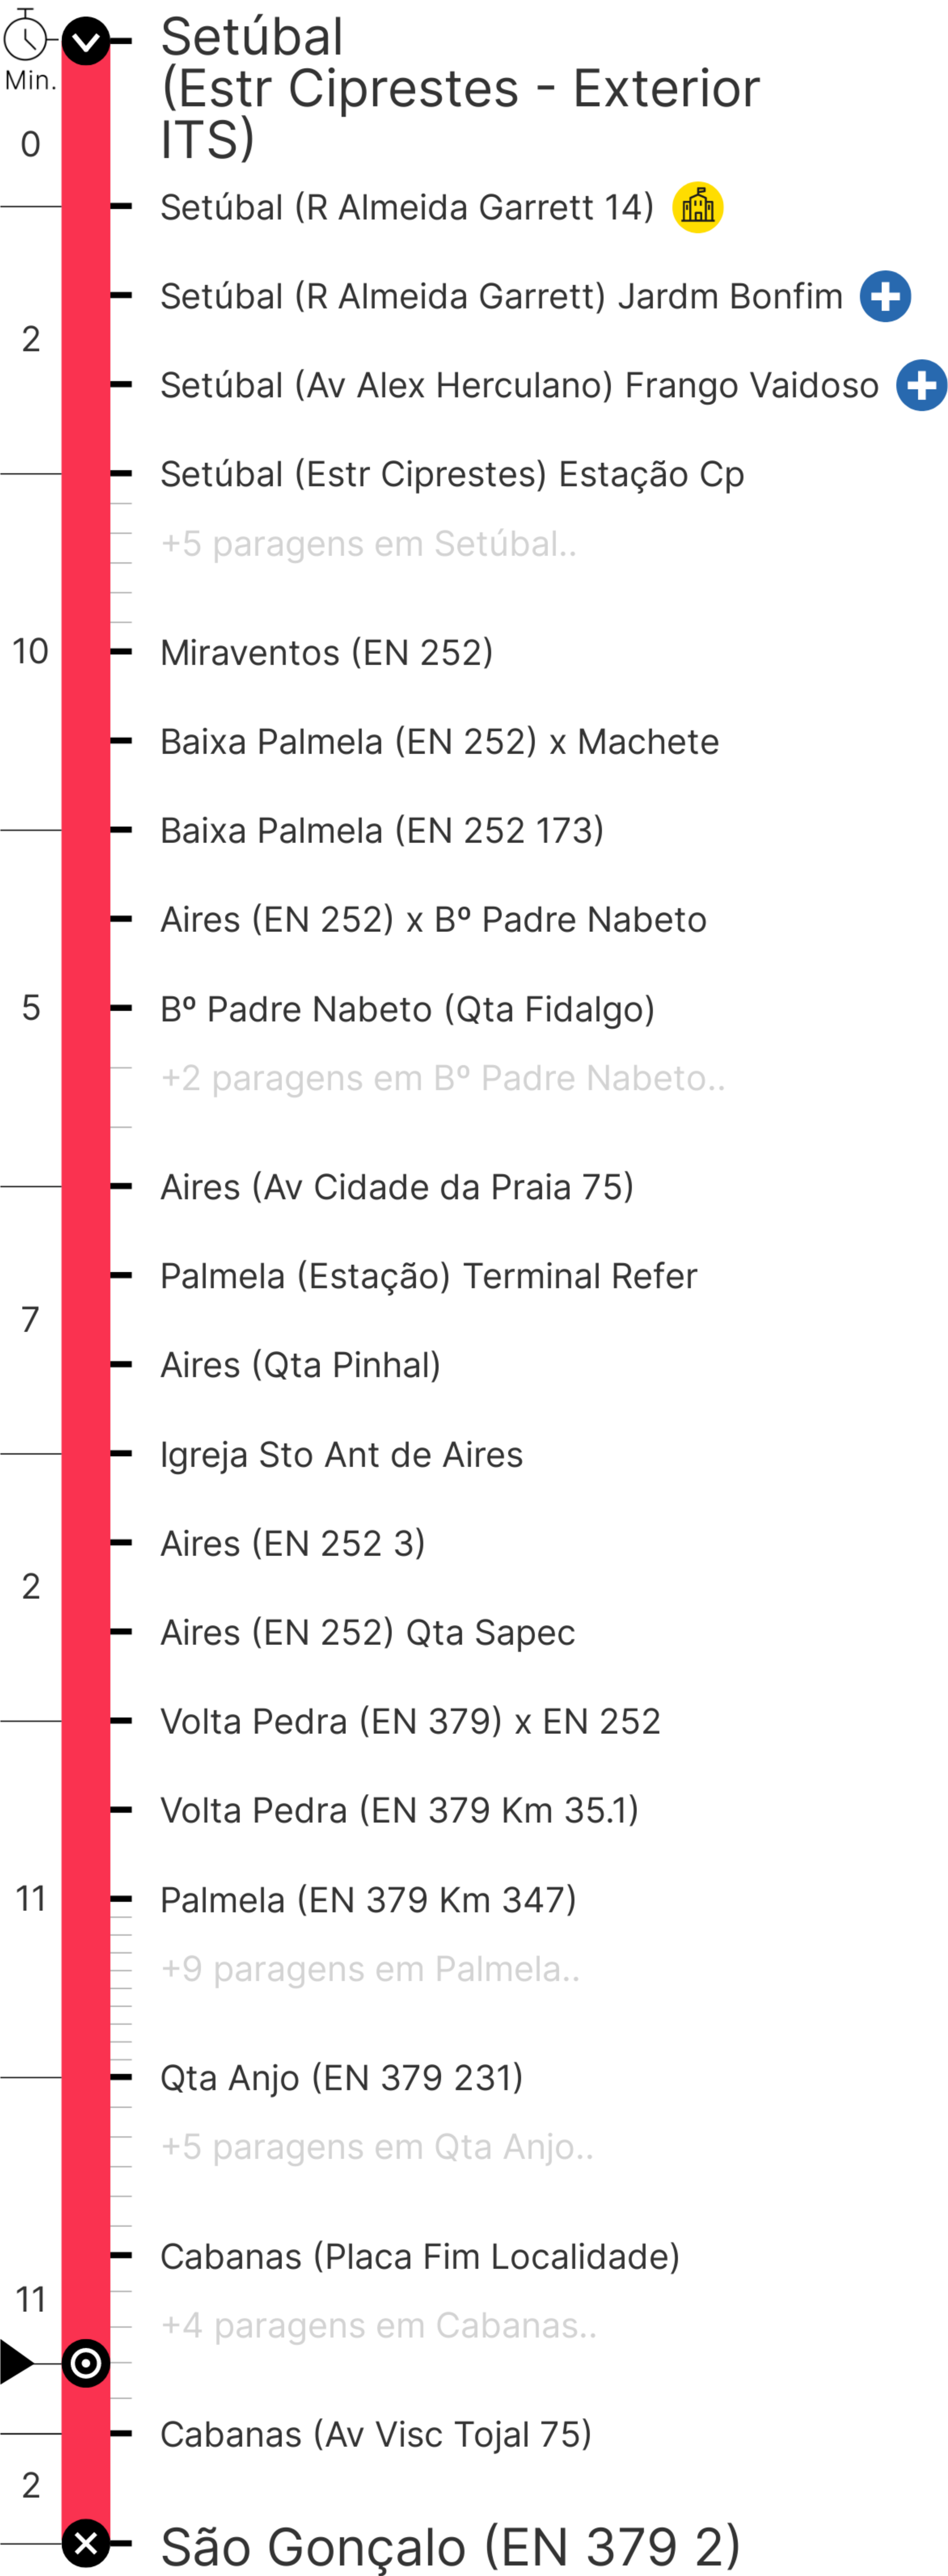 Setúbal
(Estr Ciprestes - Exterior
ITS)
Min.
0
Setúbal (R Almeida Garrett 14)
Setúbal (R Almeida Garrett) Jardm Bonfim
2
Setúbal (Av Alex Herculano) Frango Vaidoso
Setúbal (Estr Ciprestes) Estação Cp
+5 paragens em Setúbal..
10
Miraventos (EN 252)
Baixa Palmela (EN 252) x Machete
Baixa Palmela (EN 252 173)
Aires (EN 252) x Bº Padre Nabeto
5
Bº Padre Nabeto (Qta Fidalgo)
+2 paragens em Bº Padre Nabeto..
Aires (Av Cidade da Praia 75)
Palmela (Estação) Terminal Refer
7
Aires (Qta Pinhal)
Igreja Sto Ant de Aires
Aires (EN 252 3)
2
Aires (EN 252) Qta Sapec
Volta Pedra (EN 379) x EN 252
Volta Pedra (EN 379 Km 35.1)
11
Palmela (EN 379 Km 347)
+9 paragens em Palmela..
Qta Anjo (EN 379 231)
+5 paragens em Qta Anjo..
Cabanas (Placa Fim Localidade)
11
+4 paragens em Cabanas..
Cabanas (Av Visc Tojal 75)
2
São Gonçalo (EN 379 2)